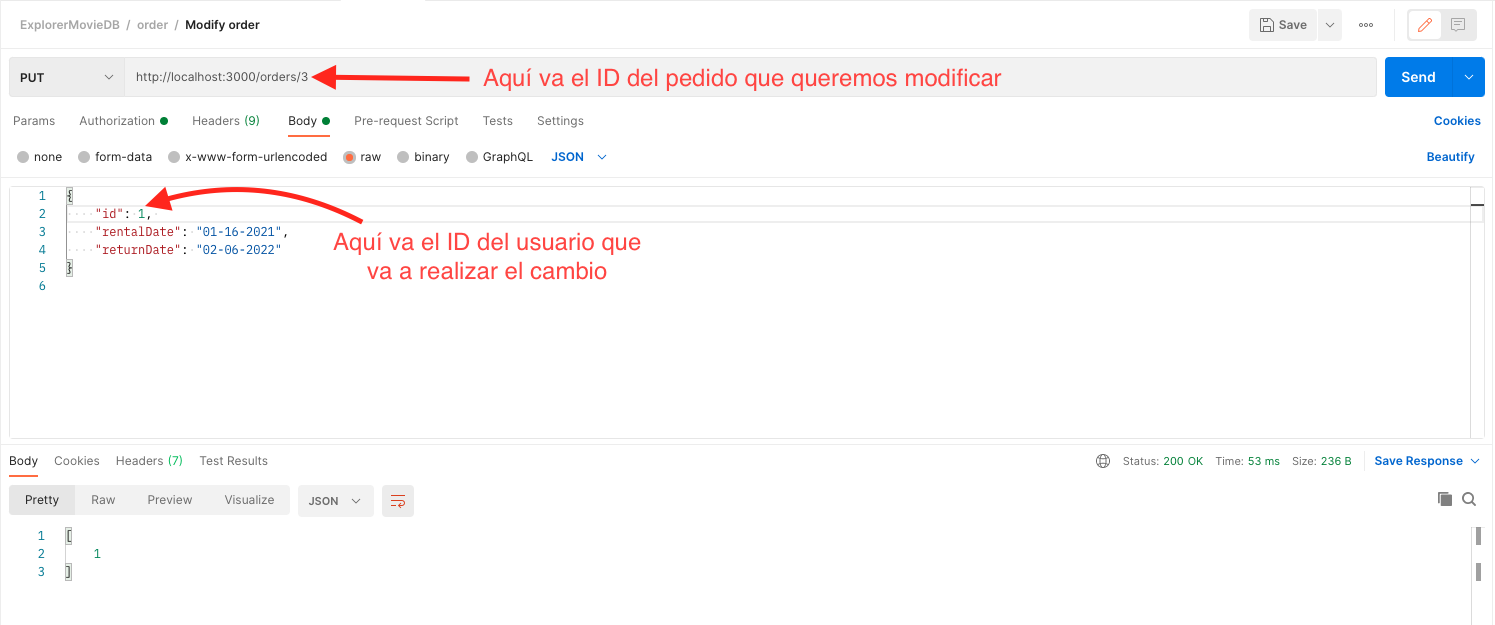 ExplorerMovieDB / order / Modify order
Save
PUT
http://localhost:3000/orders/3
Aquí va el ID del pedido que queremos modificar
Send
Params Authorization Headers (9) Body Pre-request Script Tests Settings Cookies
none form-data x-www-form-urlencoded raw binary GraphQL JSON Beautify
1 {
2 "id": 1,
3 "rentalDate": "01-16-2021",
4 "returnDate": "02-06-2022"
5 }
6
Aquí va el ID del usuario que
va a realizar el cambio
Body Cookies Headers (7) Test Results Status: 200 OK Time: 53 ms Size: 236 B Save Response
Pretty Raw Preview Visualize JSON
1 [
2 1
3 ]